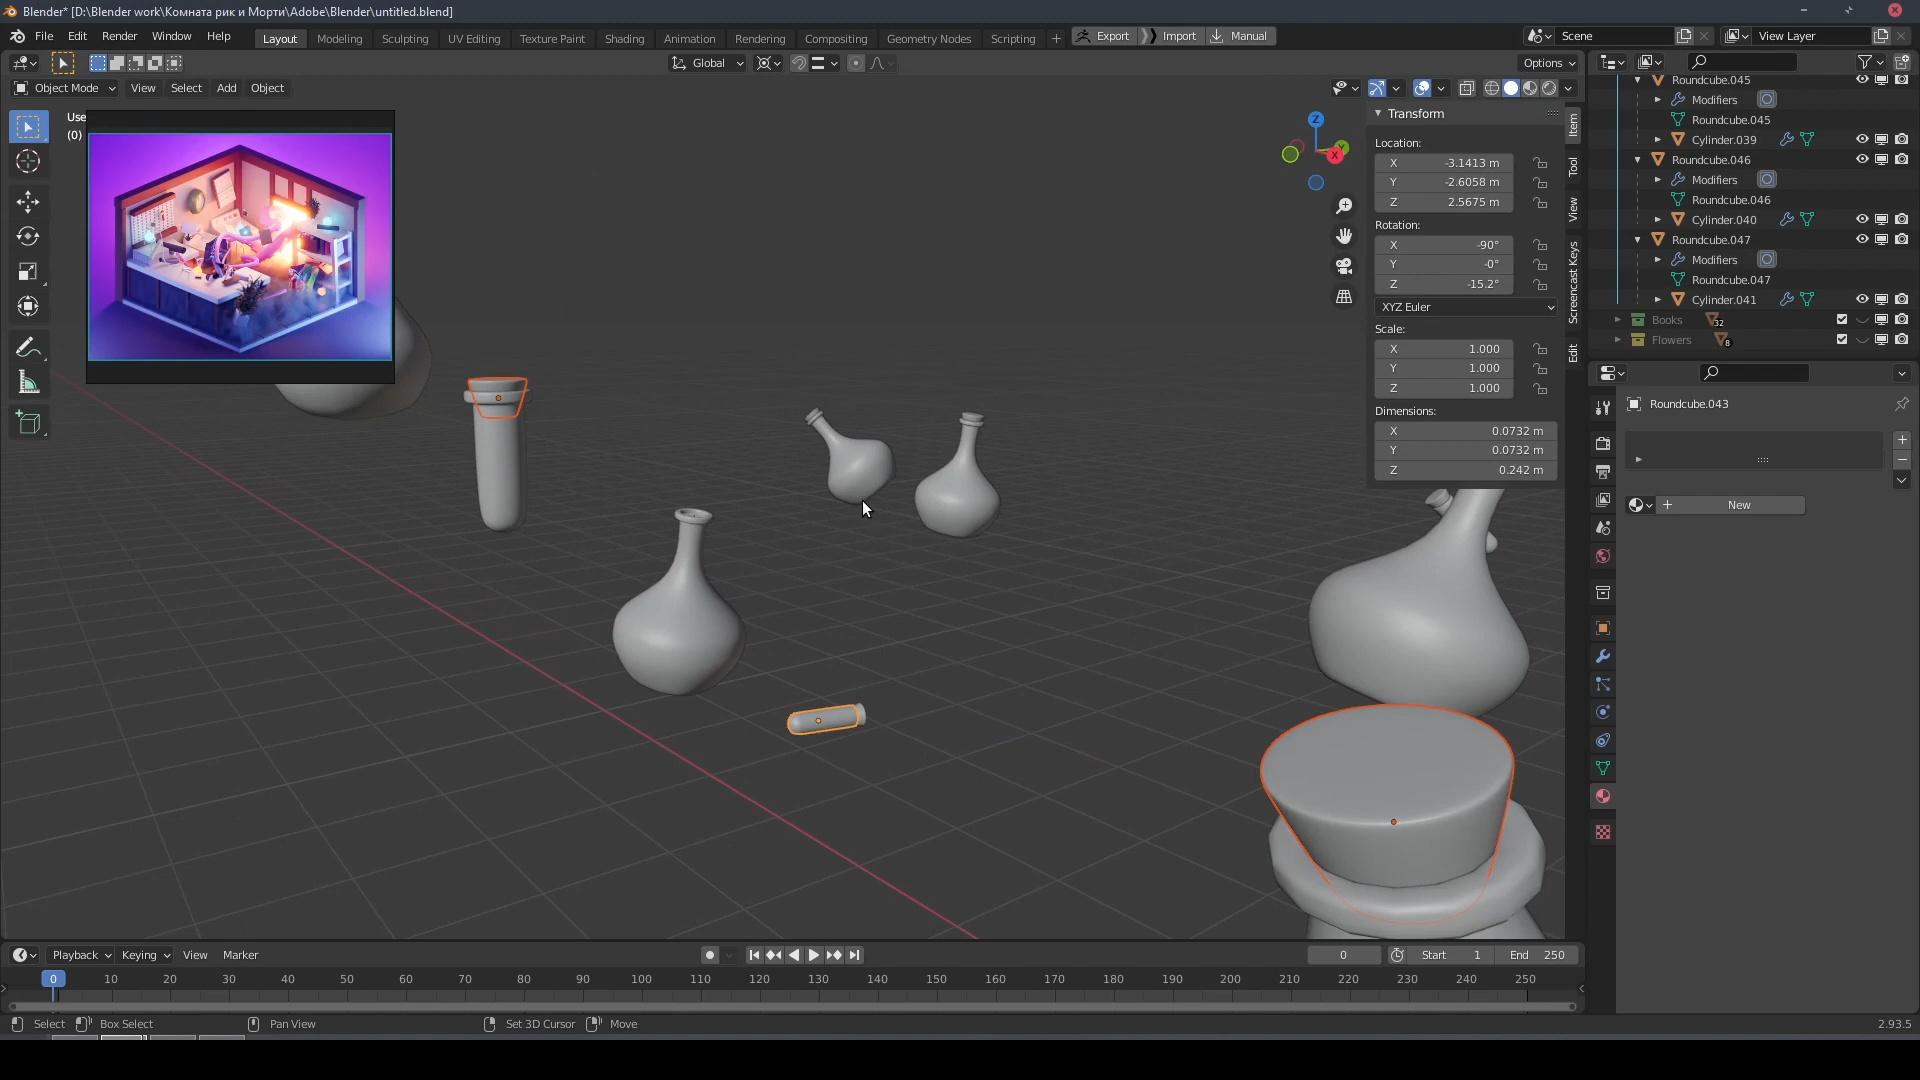 Blender* [D:\Blender work\Комната рик и Морти\Adobe\Blender\untitled.blend]
File Edit Render Window Help Layout Modeling Sculpting UV Editing Texture Paint Shading Animation Rendering Compositing Geometry Nodes Scripting + Export Import Manual Scene View Layer
Global Options
Object Mode View Select Add Object
Use
(0)
Transform
Location:
X -3.1413 m
Y -2.6058 m
Z 2.5675 m
Rotation:
X -90°
Y -0°
Z -15.2°
XYZ Euler
Scale:
X 1.000
Y 1.000
Z 1.000
Dimensions:
X 0.0732 m
Y 0.0732 m
Z 0.242 m
Item
Tool
View
Screencast Keys
Edit
Z
X
Roundcube.045
Modifiers
Roundcube.045
Cylinder.039
Roundcube.046
Modifiers
Roundcube.046
Cylinder.040
Roundcube.047
Modifiers
Roundcube.047
Cylinder.041
Books 32
Flowers 8
Roundcube.043
New
Playback Keying View Marker 0 Start 1 End 250
0 10 20 30 40 50 60 70 80 90 100 110 120 130 140 150 160 170 180 190 200 210 220 230 240 250
Select Box Select Pan View Set 3D Cursor Move 2.93.5